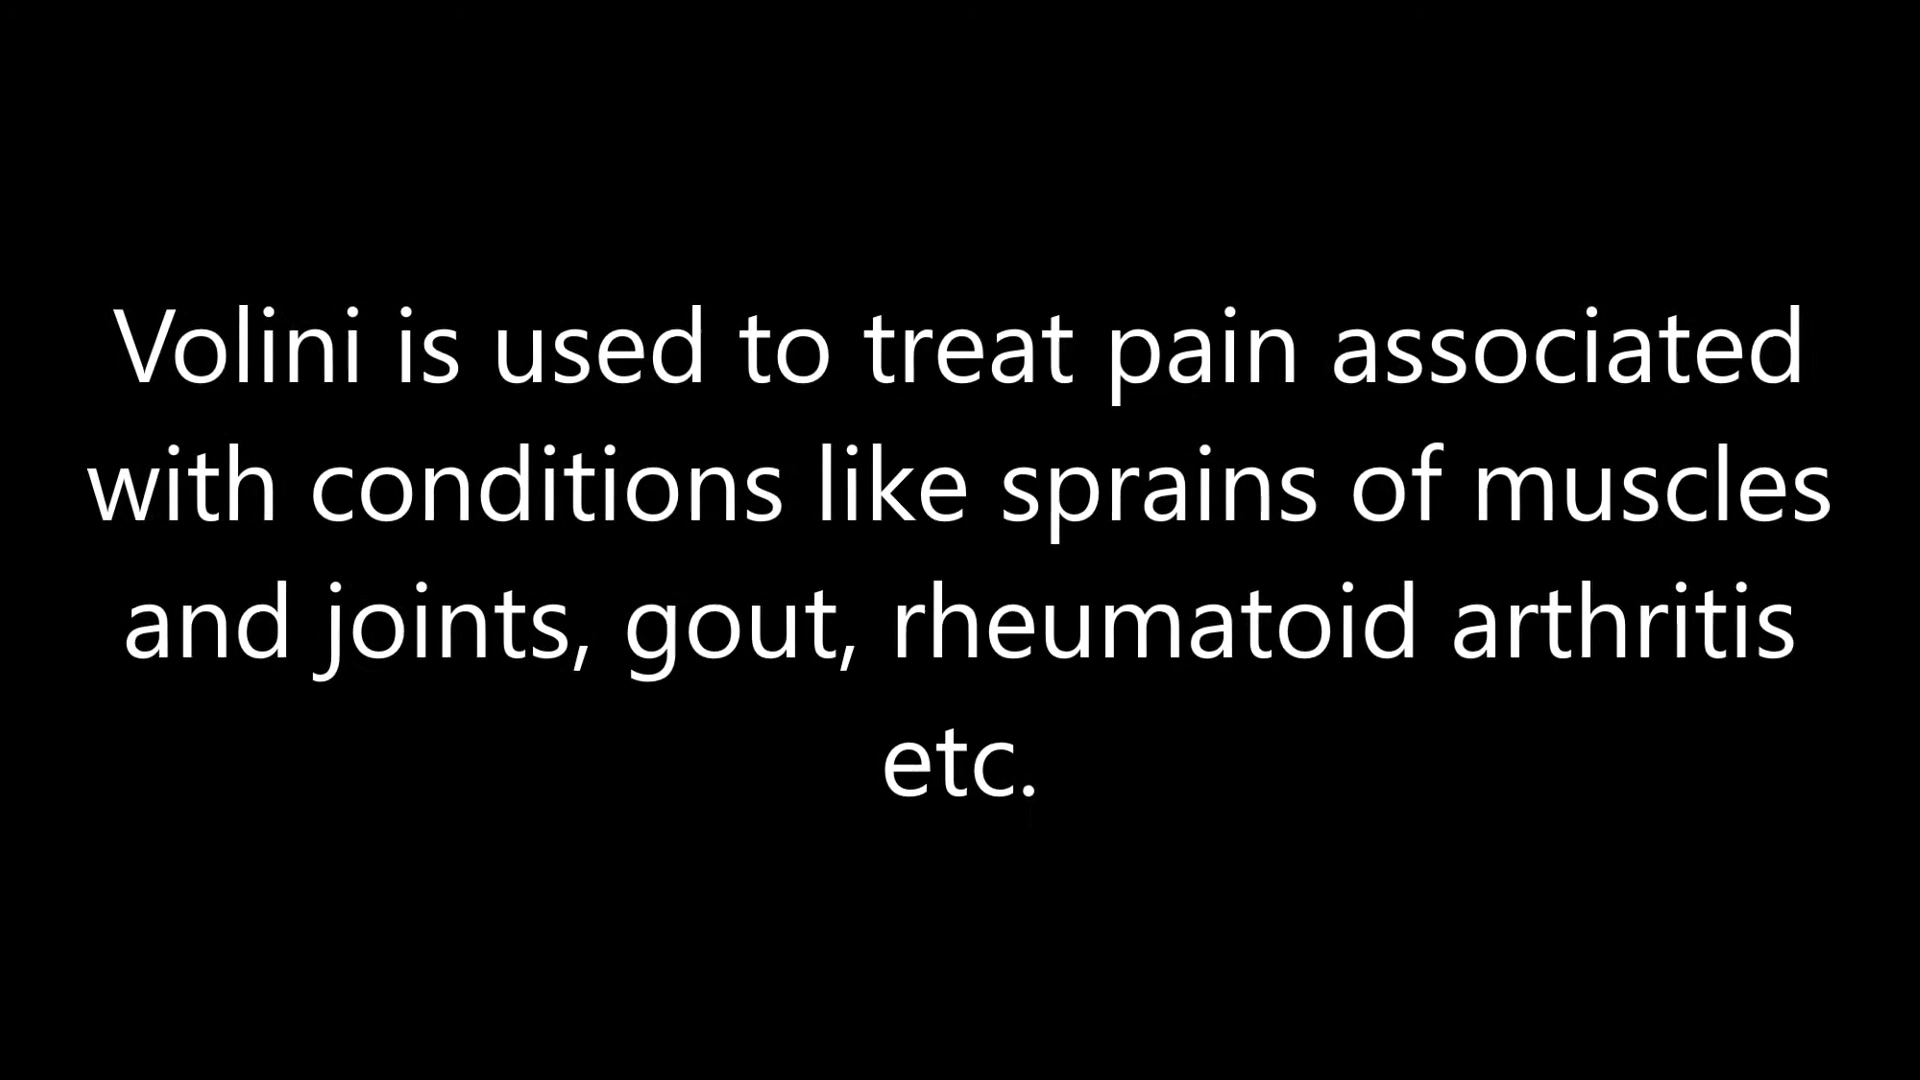 Volini is used to treat pain associated
with conditions like sprains of muscles
and joints, gout, rheumatoid arthritis
etc.